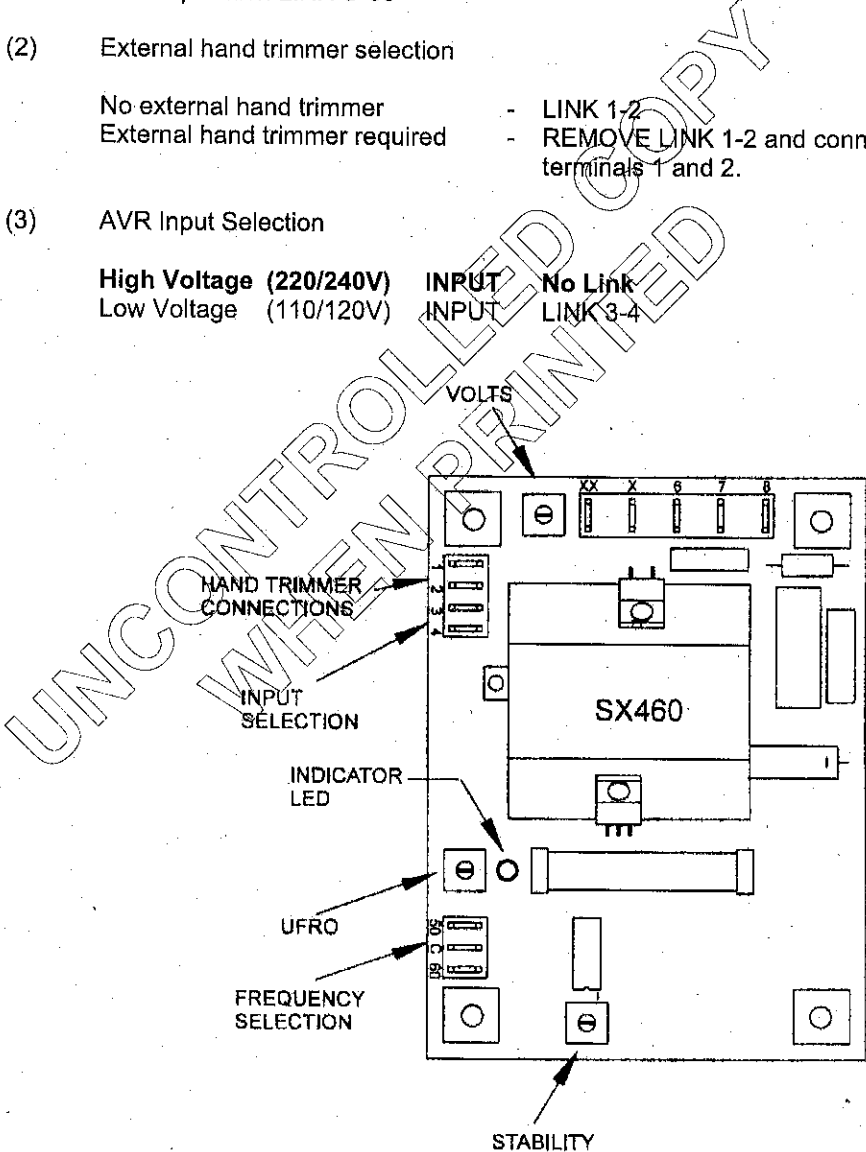 (2) External hand trimmer selection
No external hand trimmer - LINK 1-2
External hand trimmer required - REMOVE LINK 1-2 and conn
terminals 1 and 2.
(3) AVR Input Selection
High Voltage (220/240V) INPUT No Link
Low Voltage (110/120V) INPUT LINK 3-4
UNCONTROLLED COPY
WHEN PRINTED
VOLTS
XX X 6 7 8
1
2
3
4
HAND TRIMMER
CONNECTIONS
INPUT
SELECTION
SX460
INDICATOR
LED
UFRO
50 C 60
FREQUENCY
SELECTION
STABILITY